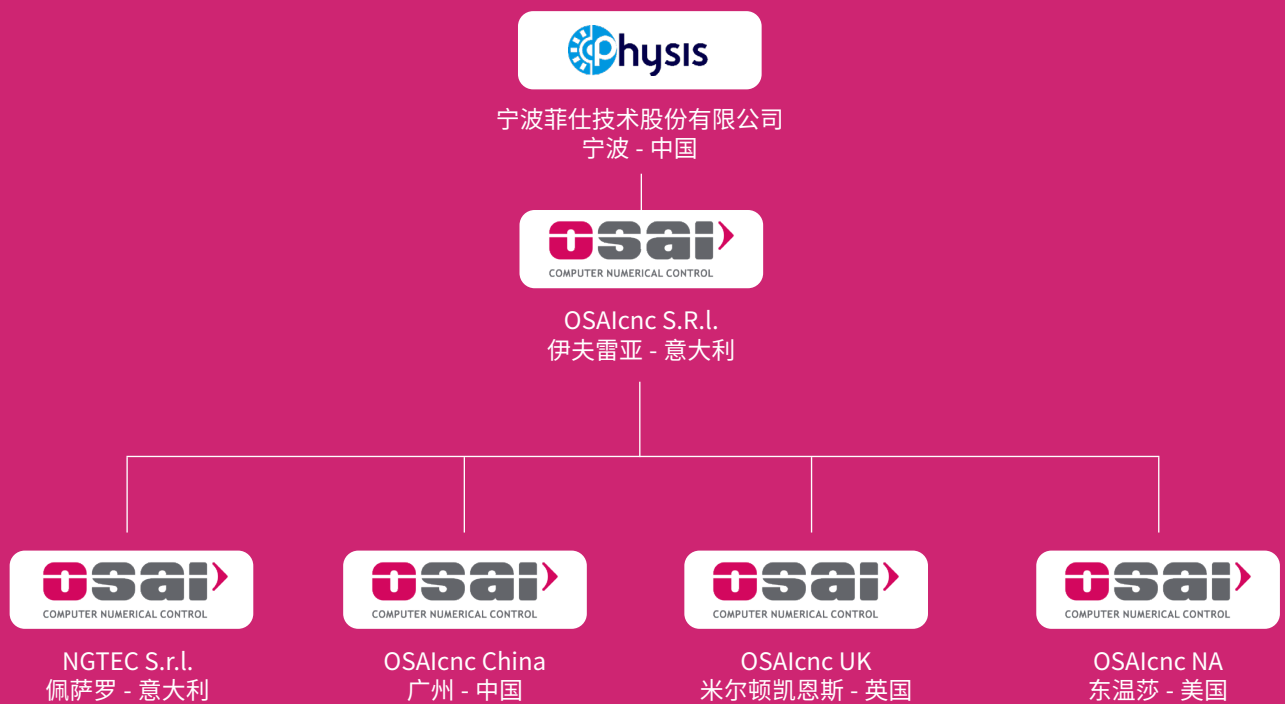 Physis
宁波菲仕技术股份有限公司
宁波 - 中国
osai
COMPUTER NUMERICAL CONTROL
OSAIcnc S.R.l.
伊夫雷亚 - 意大利
osai
COMPUTER NUMERICAL CONTROL
NGTEC S.r.l.
佩萨罗 - 意大利
osai
COMPUTER NUMERICAL CONTROL
OSAIcnc China
广州 - 中国
osai
COMPUTER NUMERICAL CONTROL
OSAIcnc UK
米尔顿凯恩斯 - 英国
osai
COMPUTER NUMERICAL CONTROL
OSAIcnc NA
东温莎 - 美国